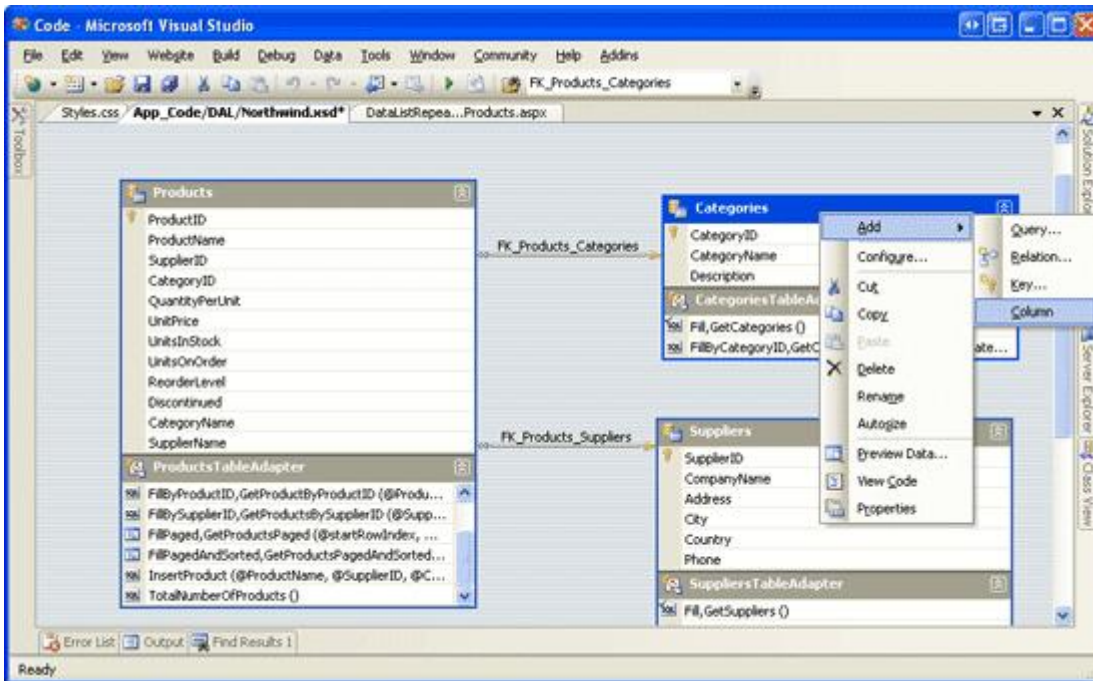 Code - Microsoft Visual Studio
File Edit View Website Build Debug Data Tools Window Community Help Addins
FK_Products_Categories
Styles.css App_Code/DAL/Northwind.xsd* DataListRepea...Products.aspx
Toolbox
Products
ProductID
ProductName
SupplierID
CategoryID
QuantityPerUnit
UnitPrice
UnitsInStock
UnitsOnOrder
ReorderLevel
Discontinued
CategoryName
SupplierName
ProductsTableAdapter
FillByProductID,GetProductByProductID (@Produ...
FillBySupplierID,GetProductsBySupplierID (@Supp...
FillPaged,GetProductsPaged (@startRowIndex, ...
FillPagedAndSorted,GetProductsPagedAndSorted...
InsertProduct (@ProductName, @SupplierID, @C...
TotalNumberOfProducts ()
FK_Products_Categories
FK_Products_Suppliers
Categories
CategoryID
CategoryName
Description
CategoriesTableA
Fill,GetCategories ()
FillByCategoryID,GetC
ate...
Suppliers
SupplierID
CompanyName
Address
City
Country
Phone
SuppliersTableAdapter
Fill,GetSuppliers ()
Add
Configure...
Cut
Copy
Paste
Delete
Rename
Autosize
Preview Data...
View Code
Properties
Query...
Relation...
Key...
Column
Solution Explor
Server Explorer
Class View
Error List Output Find Results 1
Ready